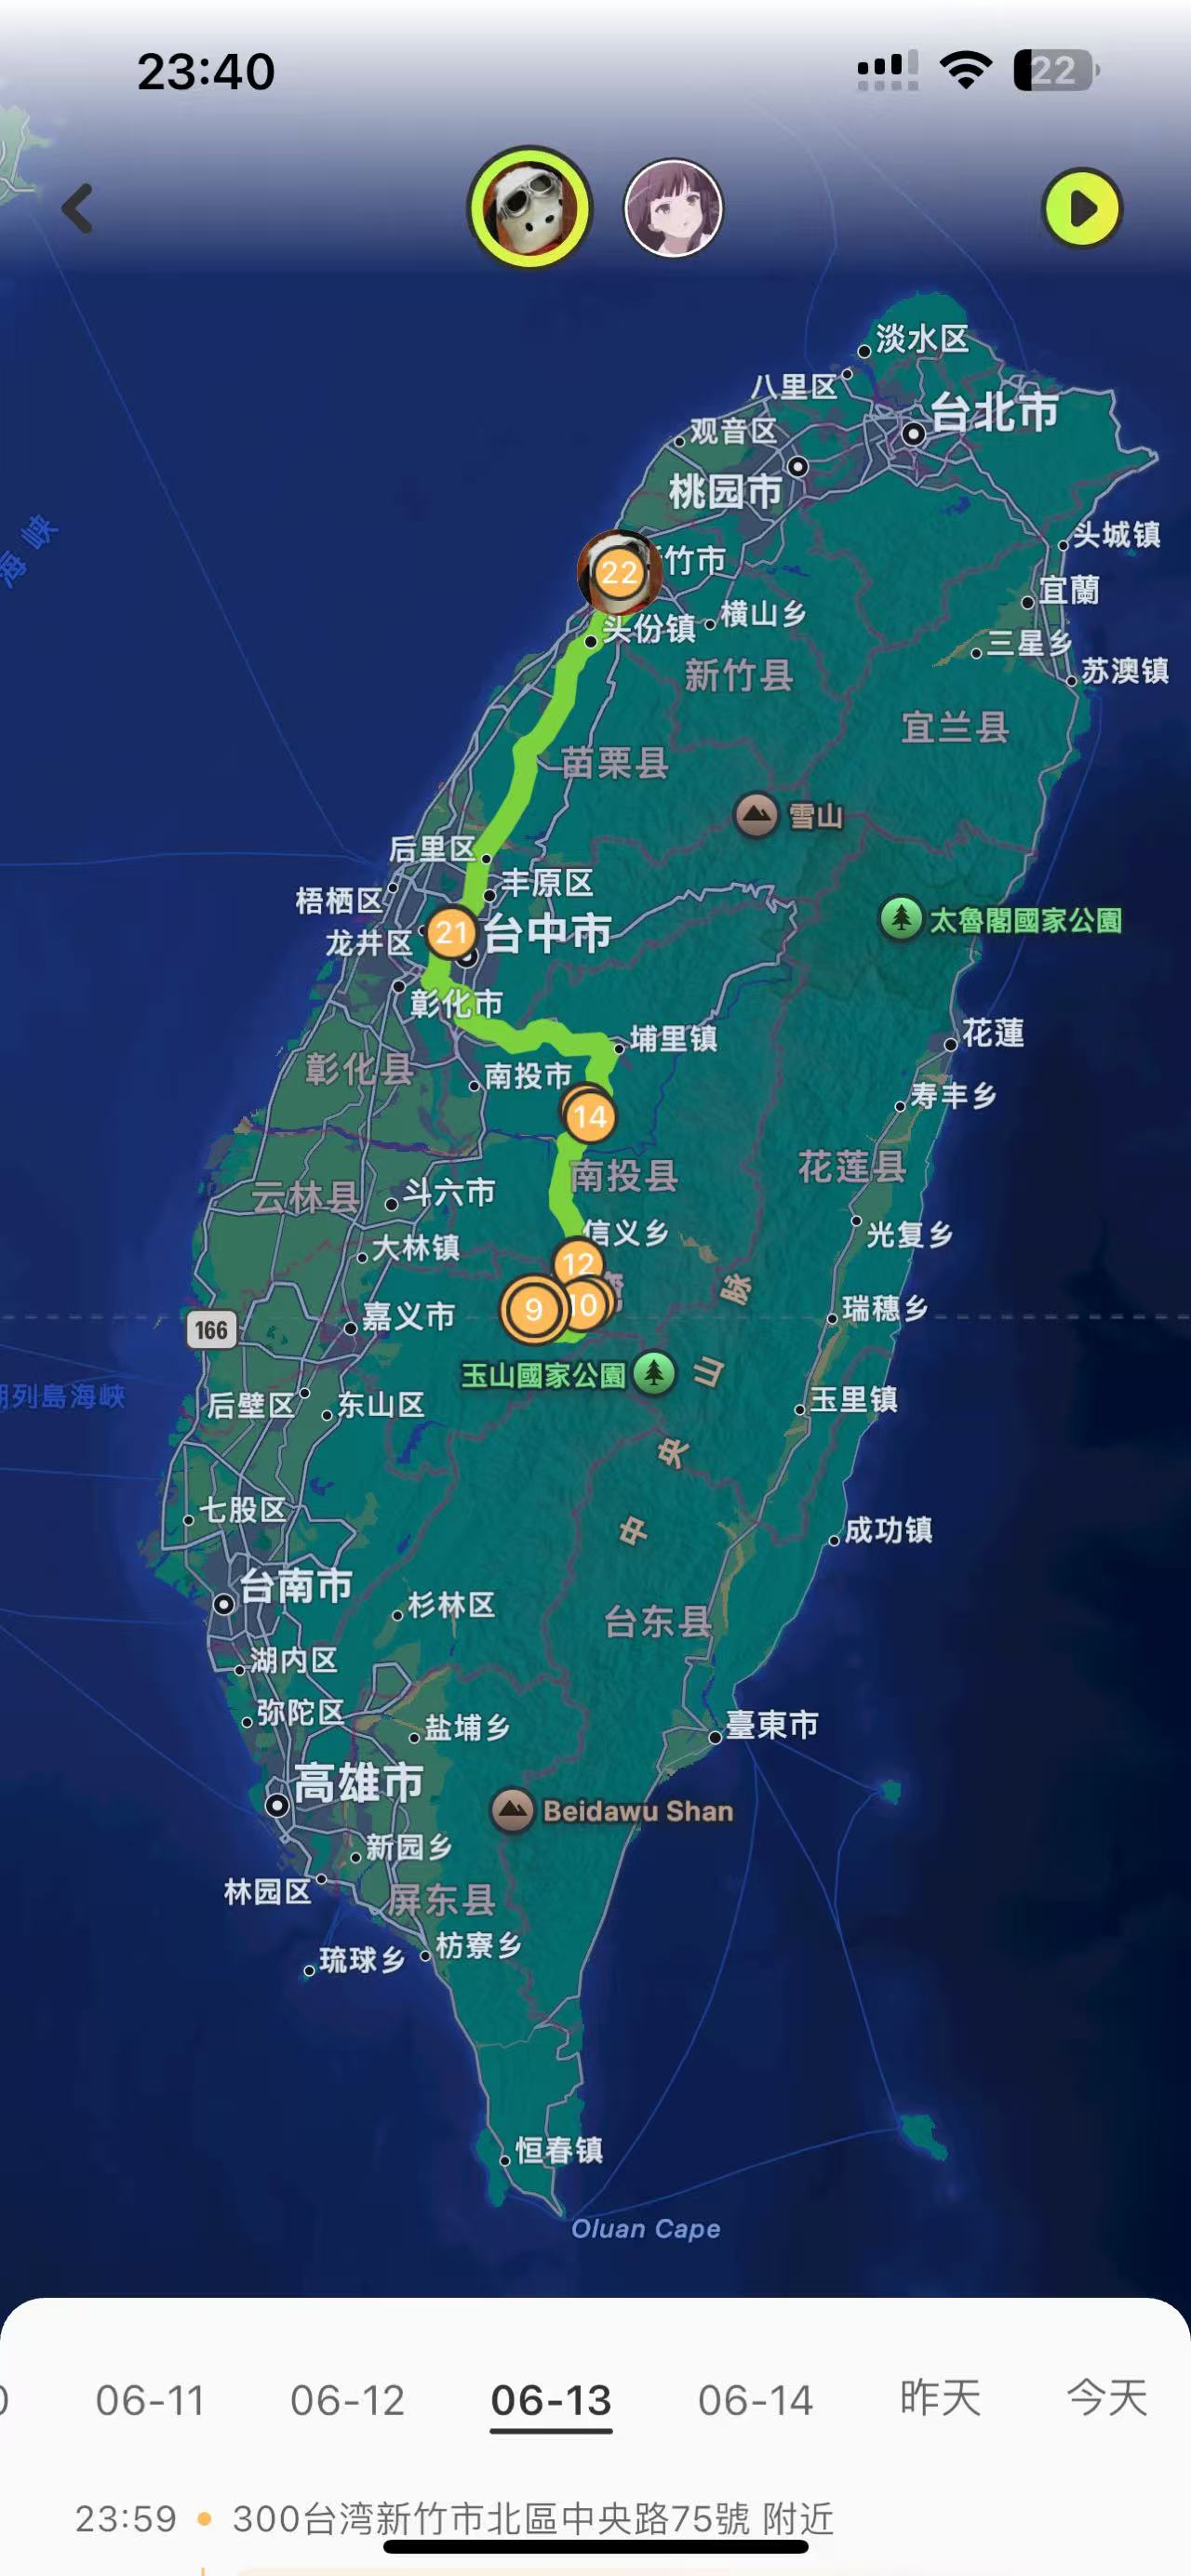 23:40
22
淡水区
八里区
台北市
观音区
桃园市
海峡
头城镇
22
竹市
宜蘭
头份镇
横山乡
三星乡
苏澳镇
新竹县
宜兰县
苗栗县
雪山
后里区
丰原区
梧栖区
太魯閣國家公園
龙井区
21
台中市
彰化市
花蓮
埔里镇
彰化县
南投市
寿丰乡
14
花莲县
南投县
云林县
斗六市
信义乡
光复乡
大林镇
12
脉
9
10
瑞穗乡
166
嘉义市
玉山國家公園
山
列島海峡
后壁区
东山区
玉里镇
央
七股区
中
成功镇
台南市
杉林区
台东县
湖内区
弥陀区
盐埔乡
臺東市
高雄市
Beidawu Shan
新园乡
林园区
屏东县
枋寮乡
琉球乡
恒春镇
Oluan Cape
0 06-11 06-12 06-13 06-14 昨天 今天
23:59 300台湾新竹市北區中央路75號 附近